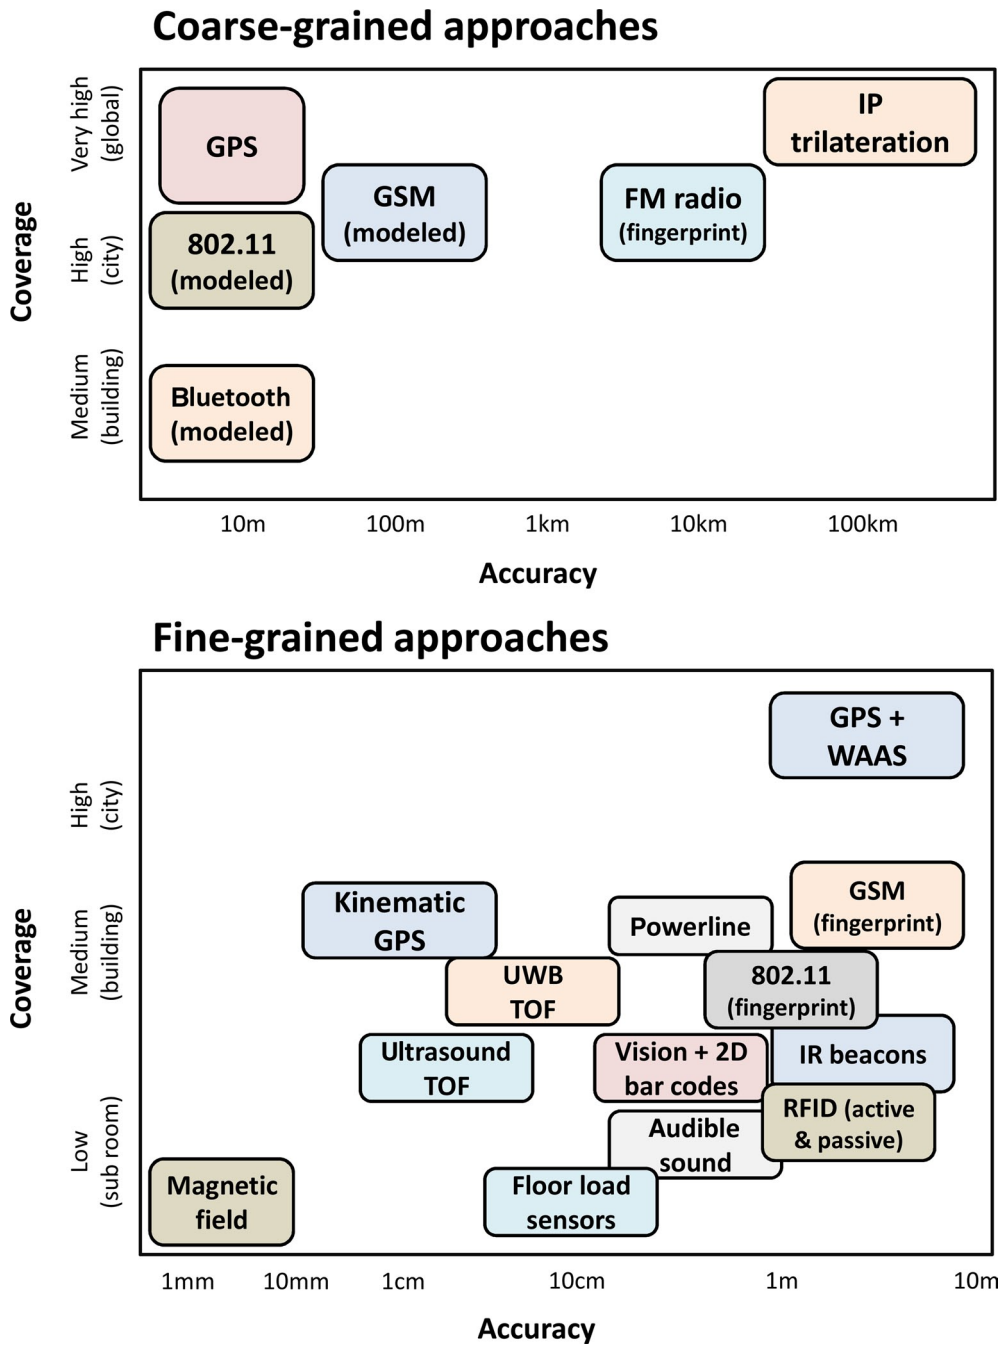 Coarse-grained approaches
Coverage
Very high
(global)
High
(city)
Medium
(building)
GPS
IP
trilateration
GSM
(modeled)
FM radio
(fingerprint)
802.11
(modeled)
Bluetooth
(modeled)
10m
100m
1km
10km
100km
Accuracy
Fine-grained approaches
Coverage
High
(city)
Medium
(building)
Low
(sub room)
GPS +
WAAS
Kinematic
GPS
Powerline
GSM
(fingerprint)
UWB
TOF
802.11
(fingerprint)
Ultrasound
TOF
Vision + 2D
bar codes
IR beacons
RFID (active
& passive)
Audible
sound
Magnetic
field
Floor load
sensors
1mm
10mm
1cm
10cm
1m
10m
Accuracy